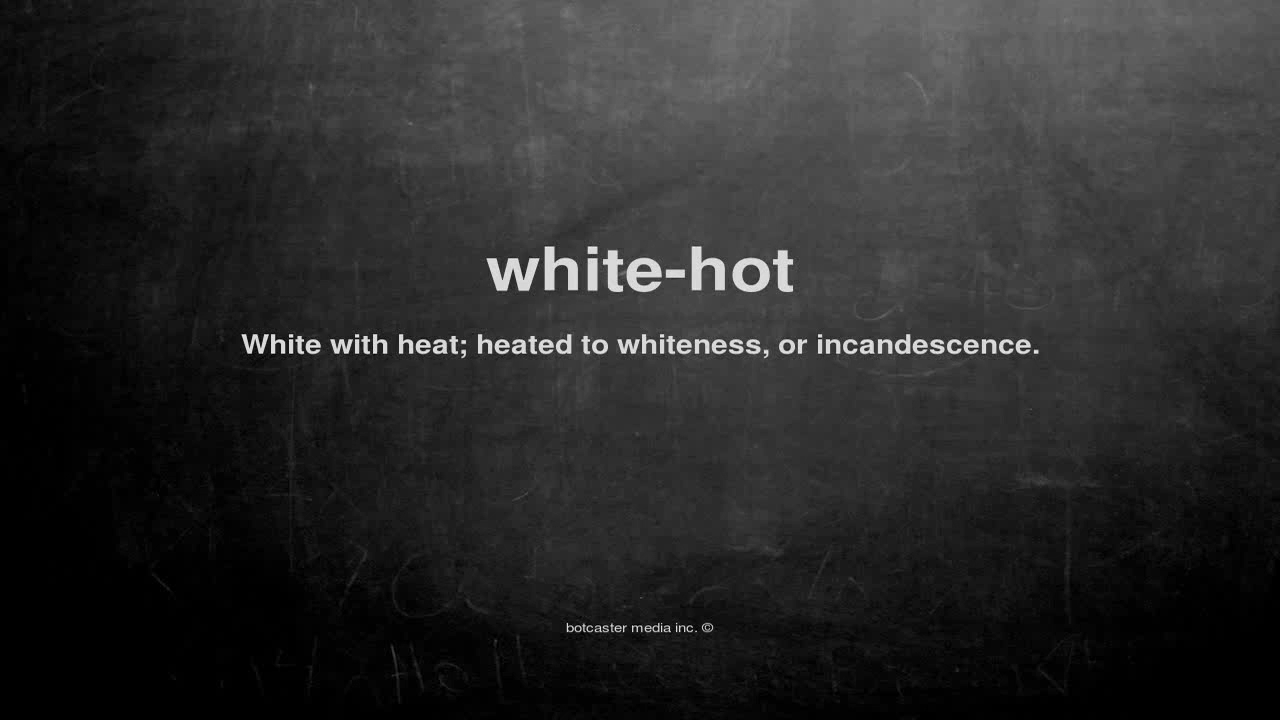 white-hot
White with heat; heated to whiteness, or incandescence.
botcaster media inc. ©